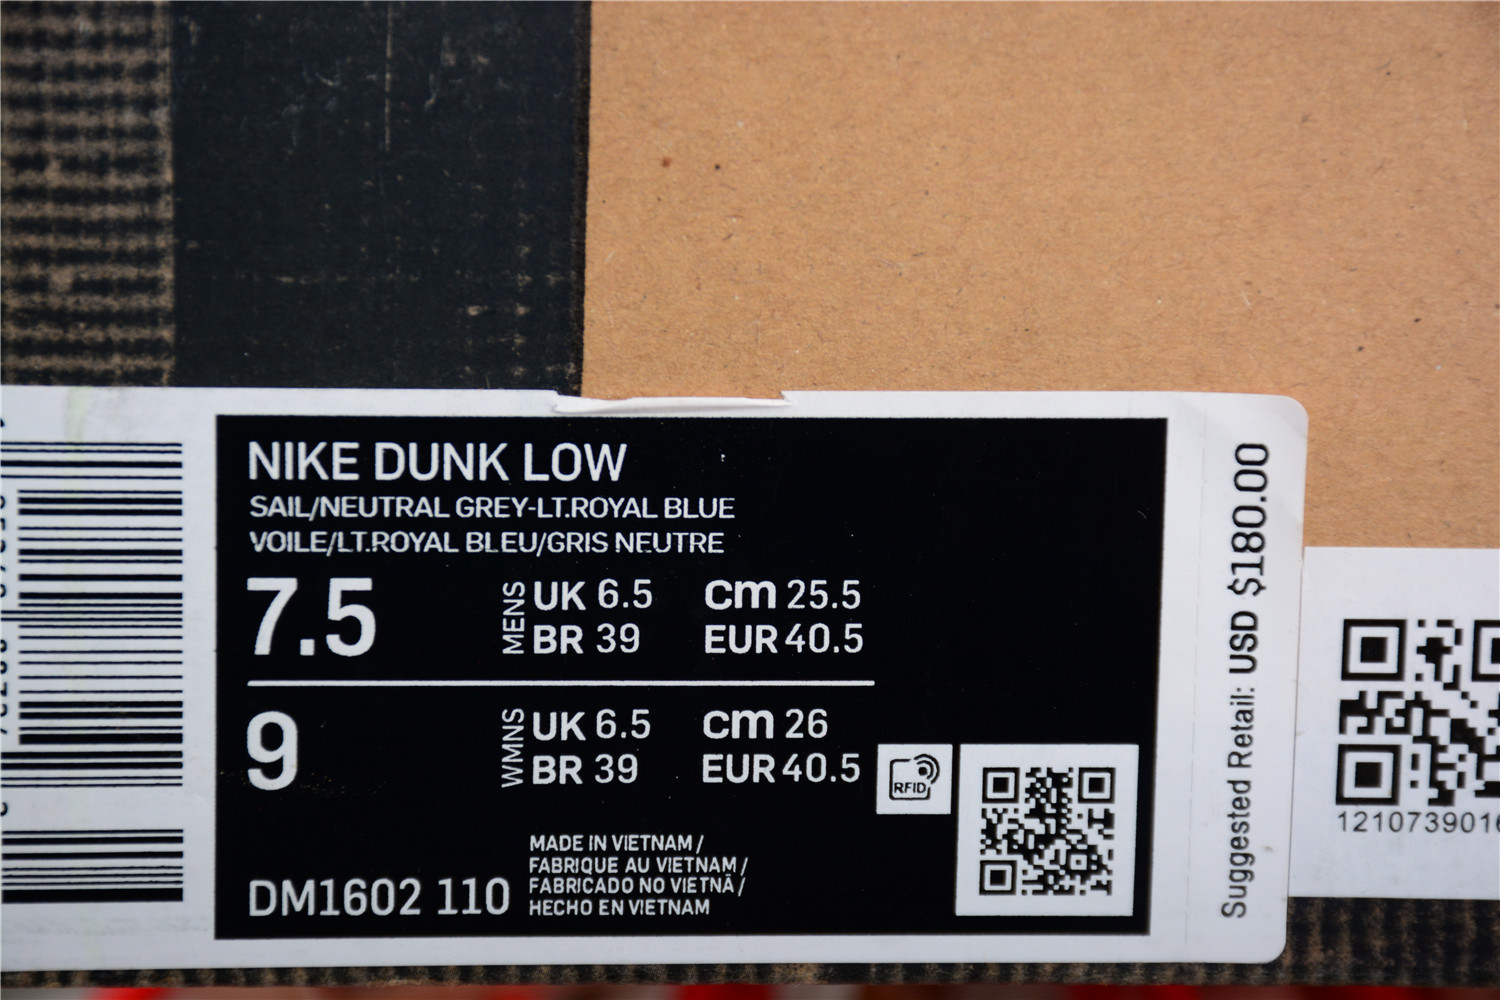 NIKE DUNK LOW
SAIL/NEUTRAL GREY-LT.ROYAL BLUE
VOILE/LT.ROYAL BLEU/GRIS NEUTRE
7.5
MENS
UK 6.5 cm 25.5
BR 39 EUR 40.5
9
WMNS
UK 6.5 cm 26
BR 39 EUR 40.5
RFID
DM1602 110
MADE IN VIETNAM /
FABRIQUE AU VIETNAM /
FABRICADO NO VIETNÃ /
HECHO EN VIETNAM
Suggested Retail: USD $180.00
121073901